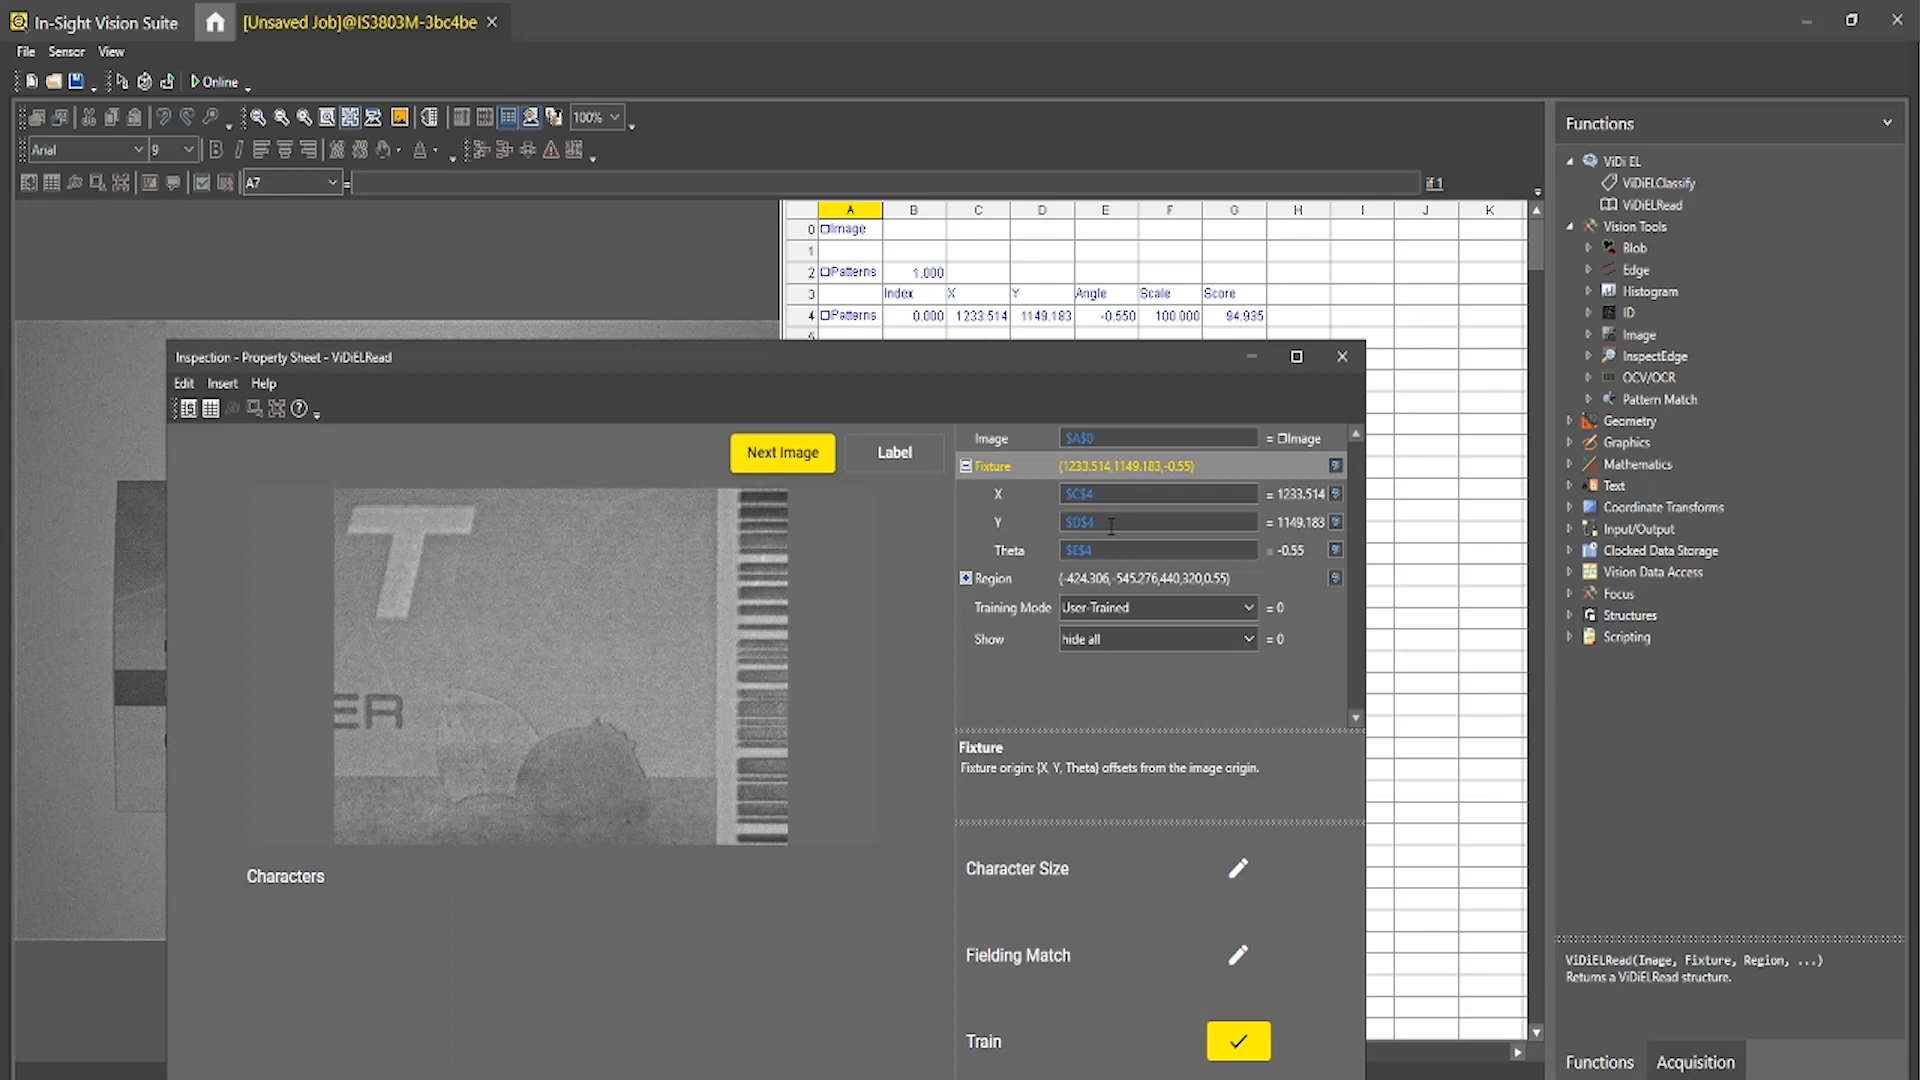 In-Sight Vision Suite
[Unsaved Job]@IS3803M-3bc4be
File Sensor View
Online
100%
Arial 9
A7 =
if1
A B C D E F G H I J K
0 Image
1
2 Patterns 1.000
3 Index X Y Angle Scale Score
4 Patterns 0.000 1233.514 1149.183 -0.550 100.000 94.935
Inspection - Property Sheet - ViDiELRead
Edit Insert Help
Next Image Label
T
ER
Characters
Image $A$0 = Image
Fixture {1233.514,1149.183,-0.55}
X $C$4 = 1233.514
Y $D$4 = 1149.183
Theta $E$4 = -0.55
Region {-424.306,-545.276,440,320,0.55}
Training Mode User-Trained = 0
Show hide all = 0
Fixture
Fixture origin: {X, Y, Theta} offsets from the image origin.
Character Size
Fielding Match
Train
Functions
ViDi EL
ViDiELClassify
ViDiELRead
Vision Tools
Blob
Edge
Histogram
ID
Image
InspectEdge
OCV/OCR
Pattern Match
Geometry
Graphics
Mathematics
Text
Coordinate Transforms
Input/Output
Clocked Data Storage
Vision Data Access
Focus
Structures
Scripting
ViDiELRead(Image, Fixture, Region, ...)
Returns a ViDiELRead structure.
Functions Acquisition